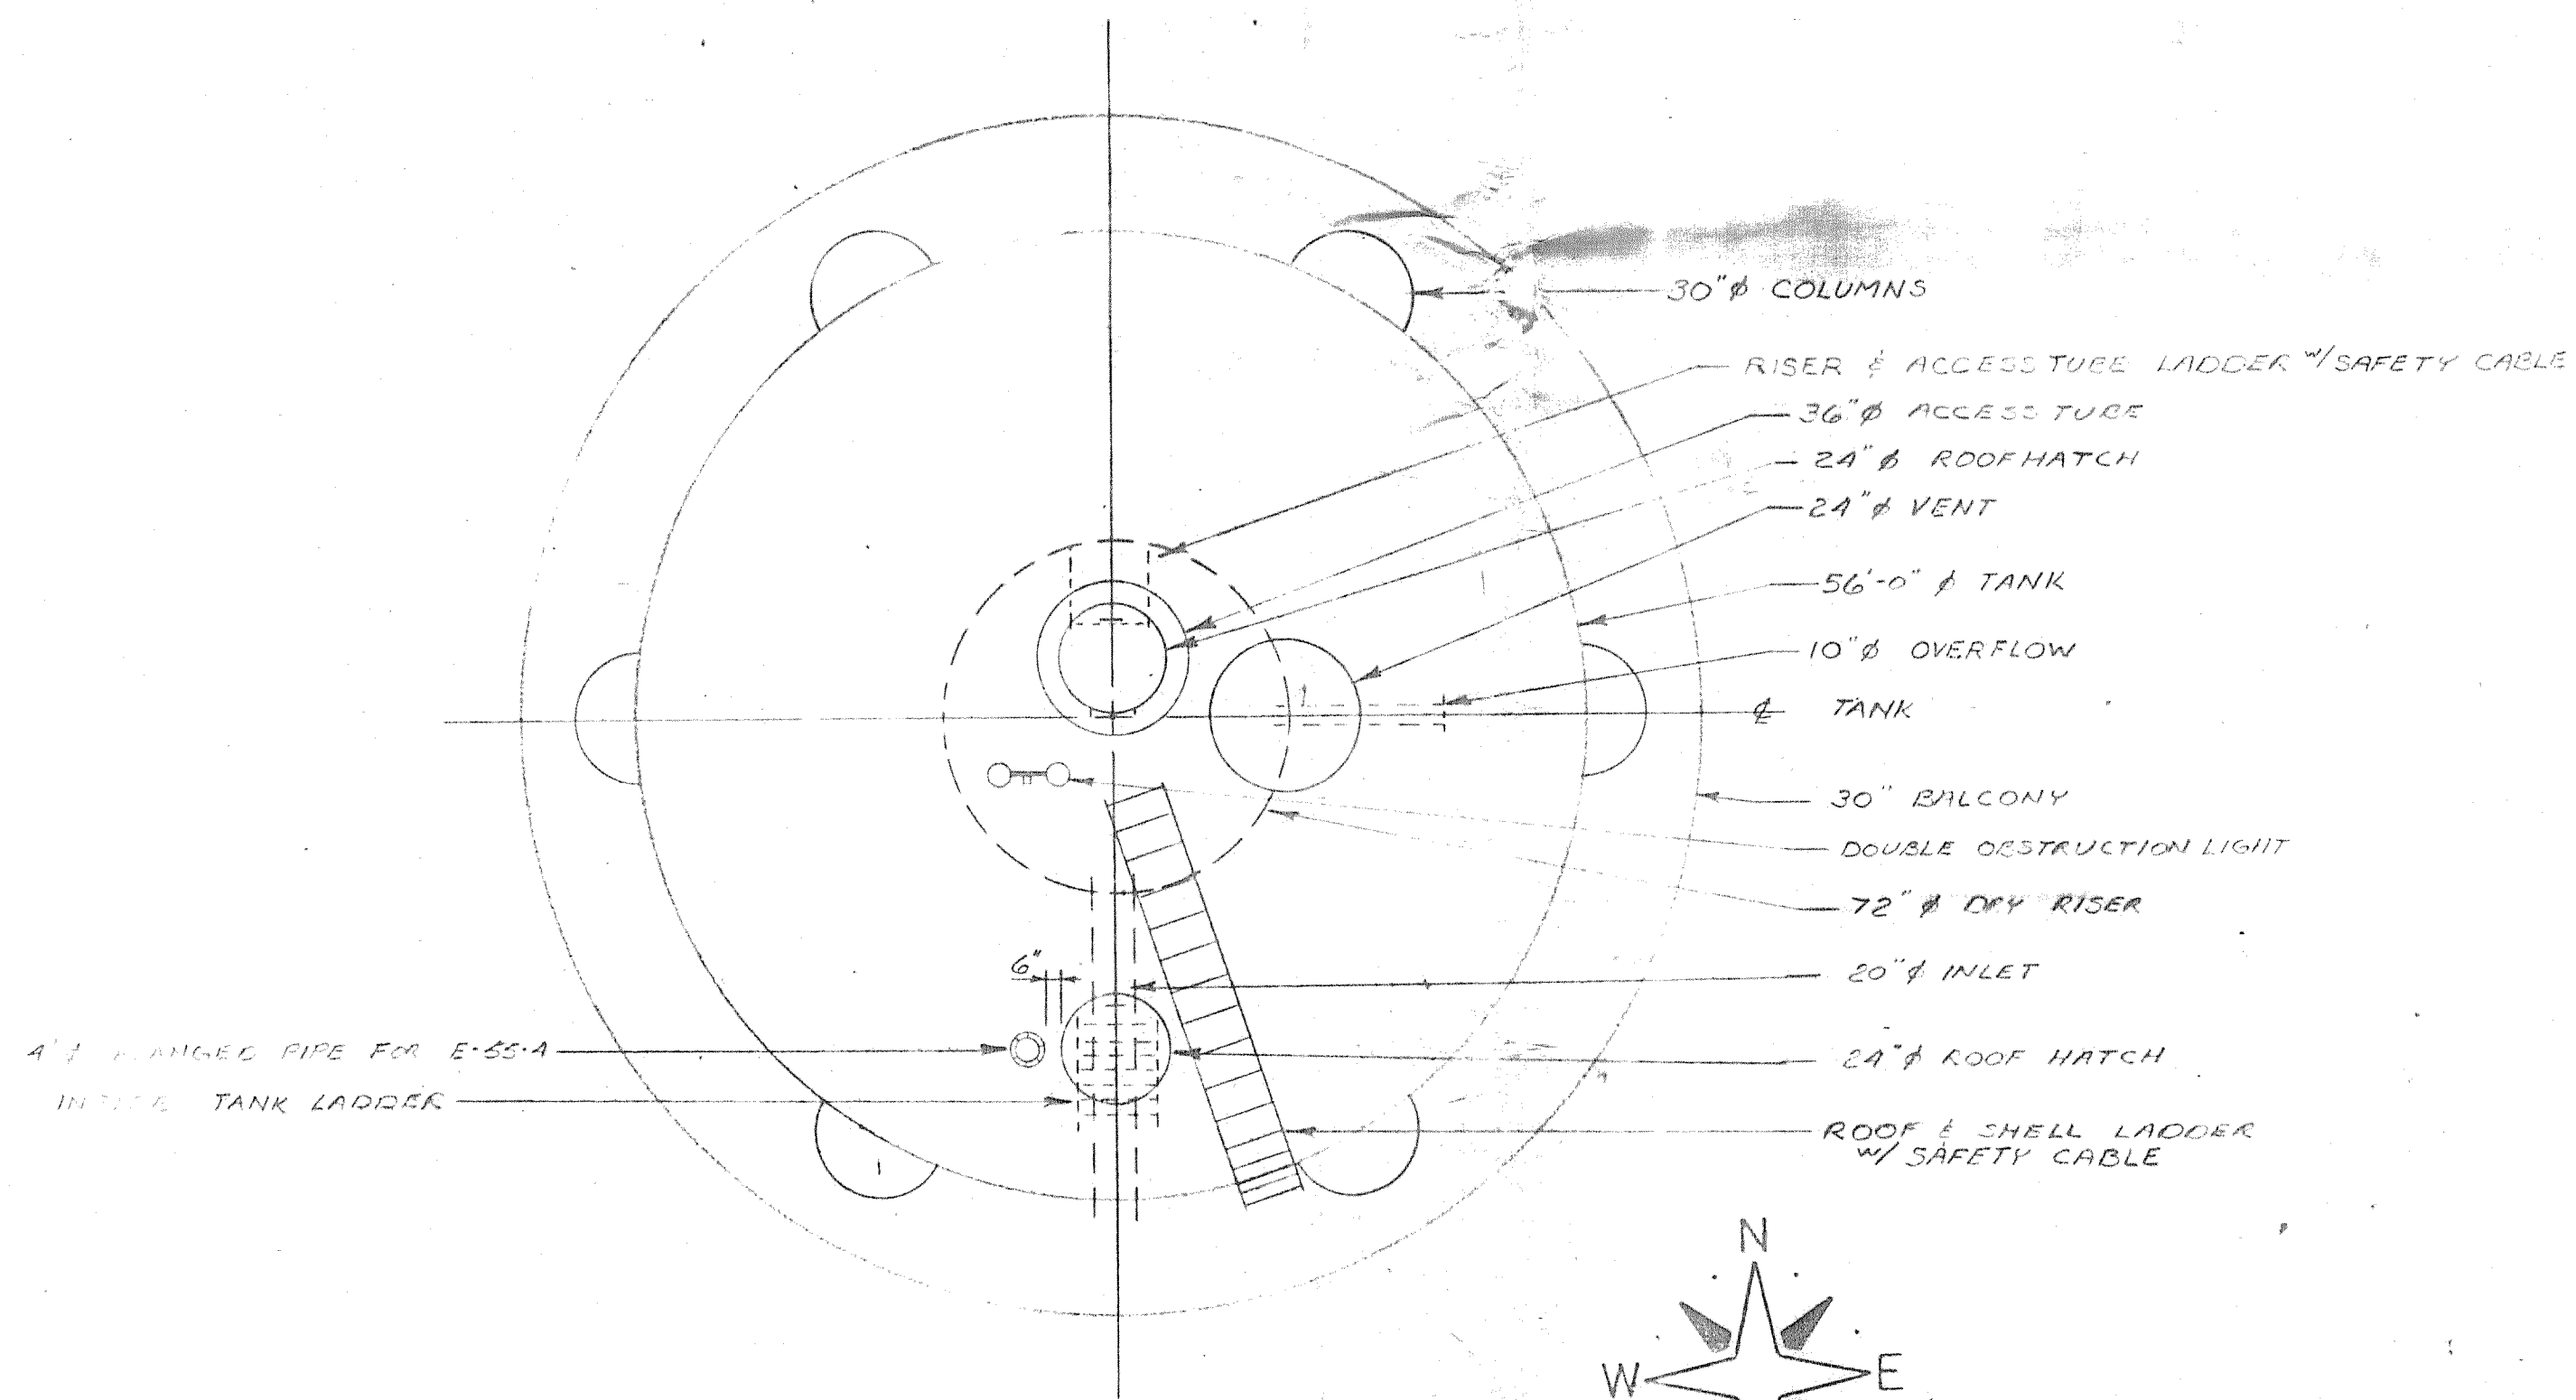 30"⌀ COLUMNS
RISER & ACCESS TUBE LADDER W/ SAFETY CABLE
36"⌀ ACCESS TUBE
24"⌀ ROOF HATCH
24"⌀ VENT
56'-0" ⌀ TANK
10"⌀ OVERFLOW
℄ TANK
30" BALCONY
DOUBLE OBSTRUCTION LIGHT
72"⌀ DRY RISER
6"
20"⌀ INLET
4"⌀ FLANGED PIPE FOR E-55-A
24"⌀ ROOF HATCH
INSIDE TANK LADDER
ROOF & SHELL LADDER
W/ SAFETY CABLE
N
W E